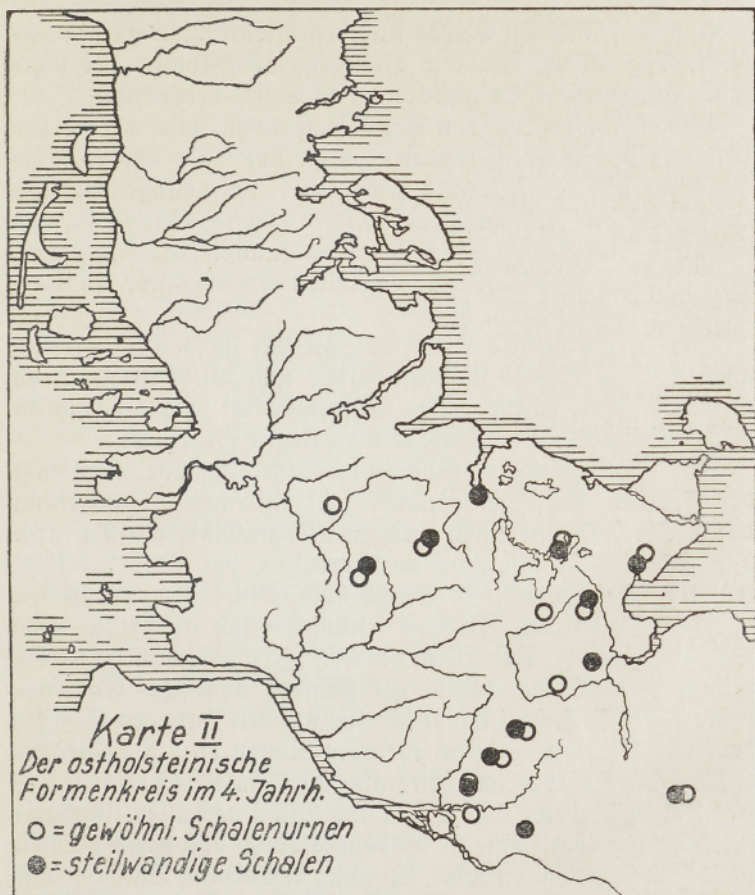 Karte II
Der ostholsteinische
Formenkreis im 4. Jahrh.
O = gewöhnl. Schalenurnen
● = steilwandige Schalen